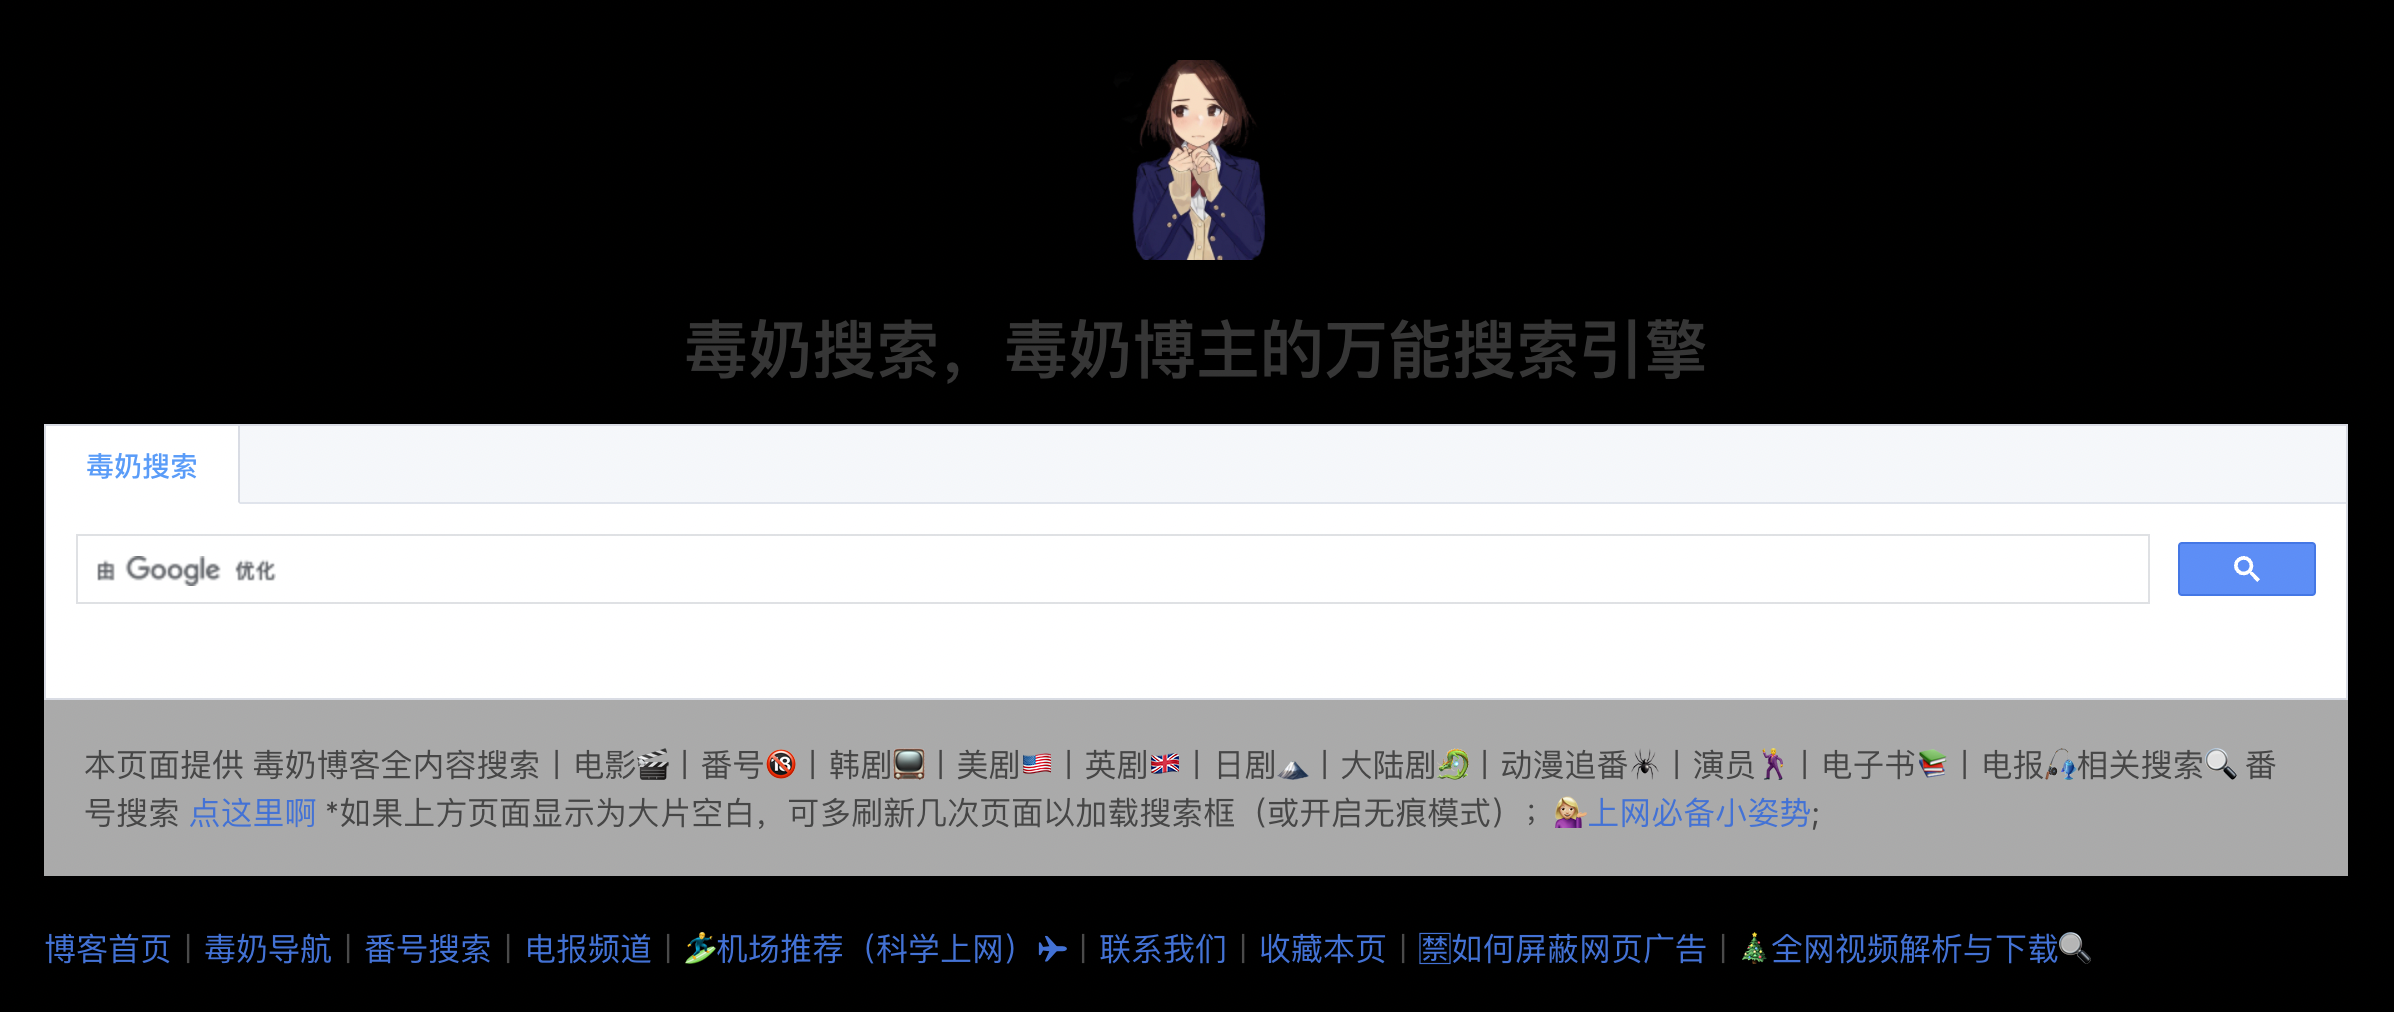 毒奶搜索，毒奶博主的万能搜索引擎
毒奶搜索
由 Google 优化
本页面提供 毒奶博客全内容搜索｜电影🎬｜番号🔞｜韩剧📺｜美剧🇺🇸｜英剧🇬🇧｜日剧🗻｜大陆剧🐉｜动漫追番🕷｜演员🕺｜电子书📚｜电报🎣相关搜索🔍 番
号搜索 点这里啊 *如果上方页面显示为大片空白，可多刷新几次页面以加载搜索框（或开启无痕模式）；💁🏼‍♀️上网必备小姿势;
博客首页｜毒奶导航｜番号搜索｜电报频道｜🏄‍♂️机场推荐（科学上网）✈｜联系我们｜收藏本页｜🈲如何屏蔽网页广告｜🎄全网视频解析与下载🔍